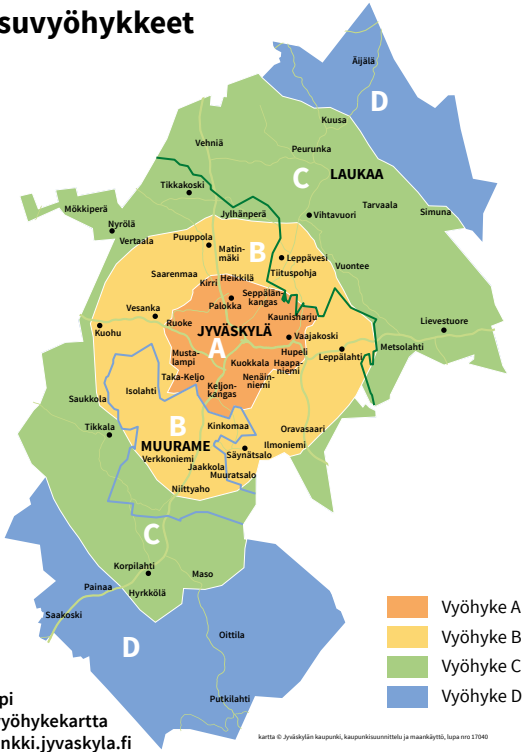 suvyöhykkeet
Äijälä
D
Kuusa
Vehniä
Peurunka
C
LAUKAA
Tikkakoski
Mökkiperä
Tarvaala
Jylhänperä
Vihtavuori
Simuna
Nyrölä
Puuppola
Vertaala
B
Matin-
mäki
Leppävesi
Vuontee
Saarenmaa
Heikkilä
Tiituspohja
Kirri
Seppälän-
kangas
Palokka
Vesanka
Kaunisharju
Ruoke
JYVÄSKYLÄ
Lievestuore
Kuohu
Vaajakoski
A
Metsolahti
Musta-
lampi
Hupeli
Leppälahti
Kuokkala
Haapa-
niemi
Taka-Keljo
Nenäin-
niemi
Keljon-
kangas
Isolahti
Saukkola
Tikkala
B
Kinkomaa
Oravasaari
MUURAME
Ilmoniemi
Säynätsalo
Verkkoniemi
Jaakkola
Muuratsalo
Niittyaho
C
Korpilahti
Maso
Painaa
Hyrkkölä
Saakoski
Oittila
D
Putkilahti
Vyöhyke A
Vyöhyke B
Vyöhyke C
Vyöhyke D
pi
yöhykekartta
nkki.jyvaskyla.fi
kartta © Jyväskylän kaupunki, kaupunkisuunnittelu ja maankäyttö, lupa nro 17040